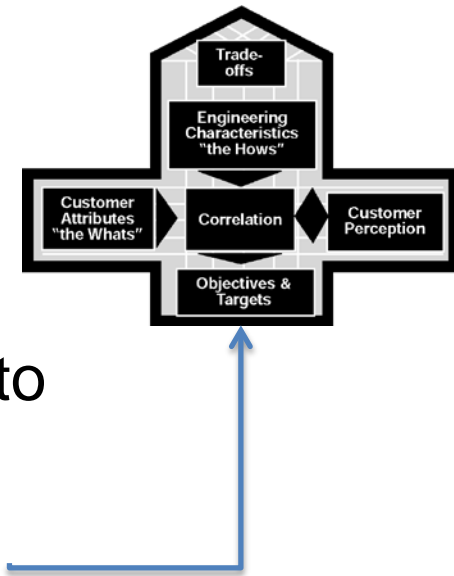 Trade-
offs
Engineering
Characteristics
"the Hows"
Customer
Attributes
"the Whats"
Correlation
Customer
Perception
Objectives &
Targets
to